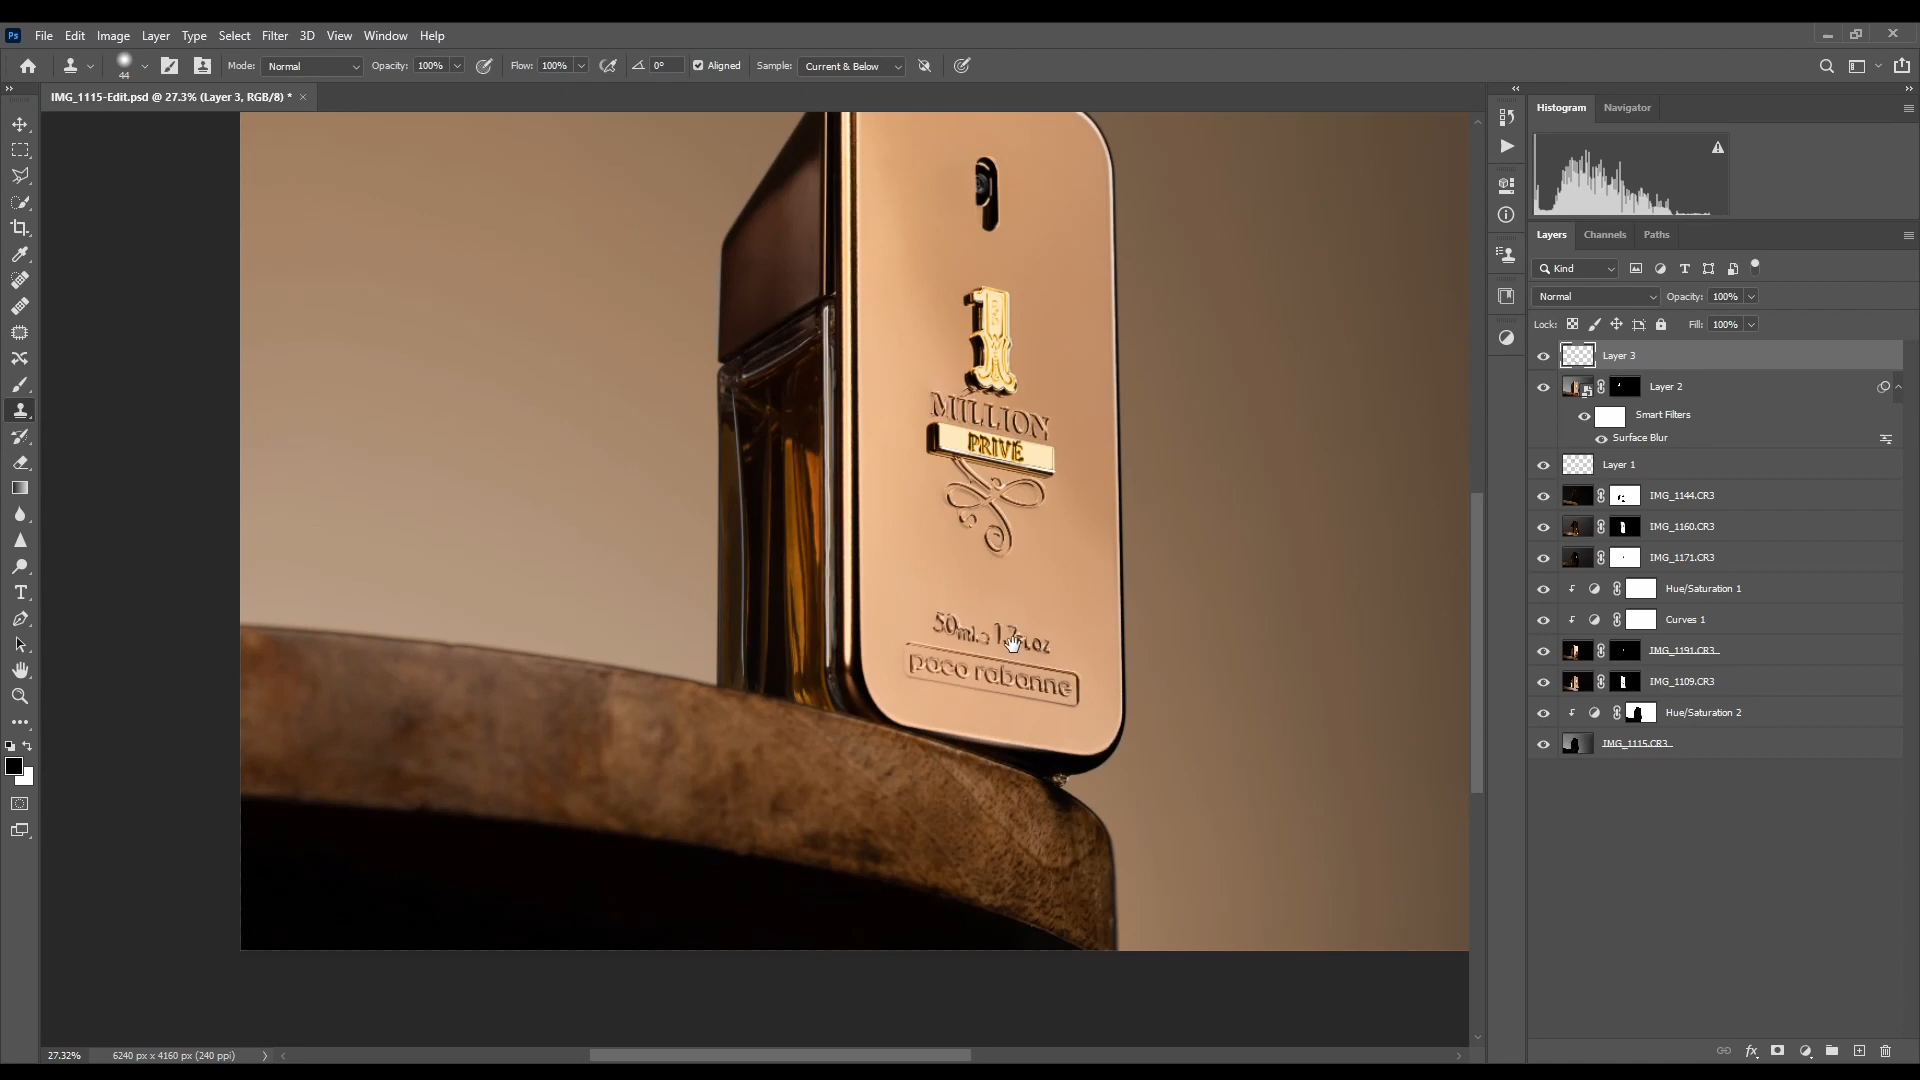 Ps File Edit Image Layer Type Select Filter 3D View Window Help
44 Mode: Normal Opacity: 100% Flow: 100% 0° Aligned Sample: Current & Below
IMG_1115-Edit.psd @ 27.3% (Layer 3, RGB/8) * ×
Histogram Navigator
Layers Channels Paths
Kind
Normal Opacity: 100%
Lock: Fill: 100%
Layer 3
Layer 2
Smart Filters
Surface Blur
Layer 1
IMG_1144.CR3
IMG_1160.CR3
IMG_1171.CR3
Hue/Saturation 1
Curves 1
IMG_1191.CR3
IMG_1109.CR3
Hue/Saturation 2
IMG_1115.CR3
1
MILLION
PRIVÉ
50ml.
paco rabanne
27.32% 6240 px x 4160 px (240 ppi)